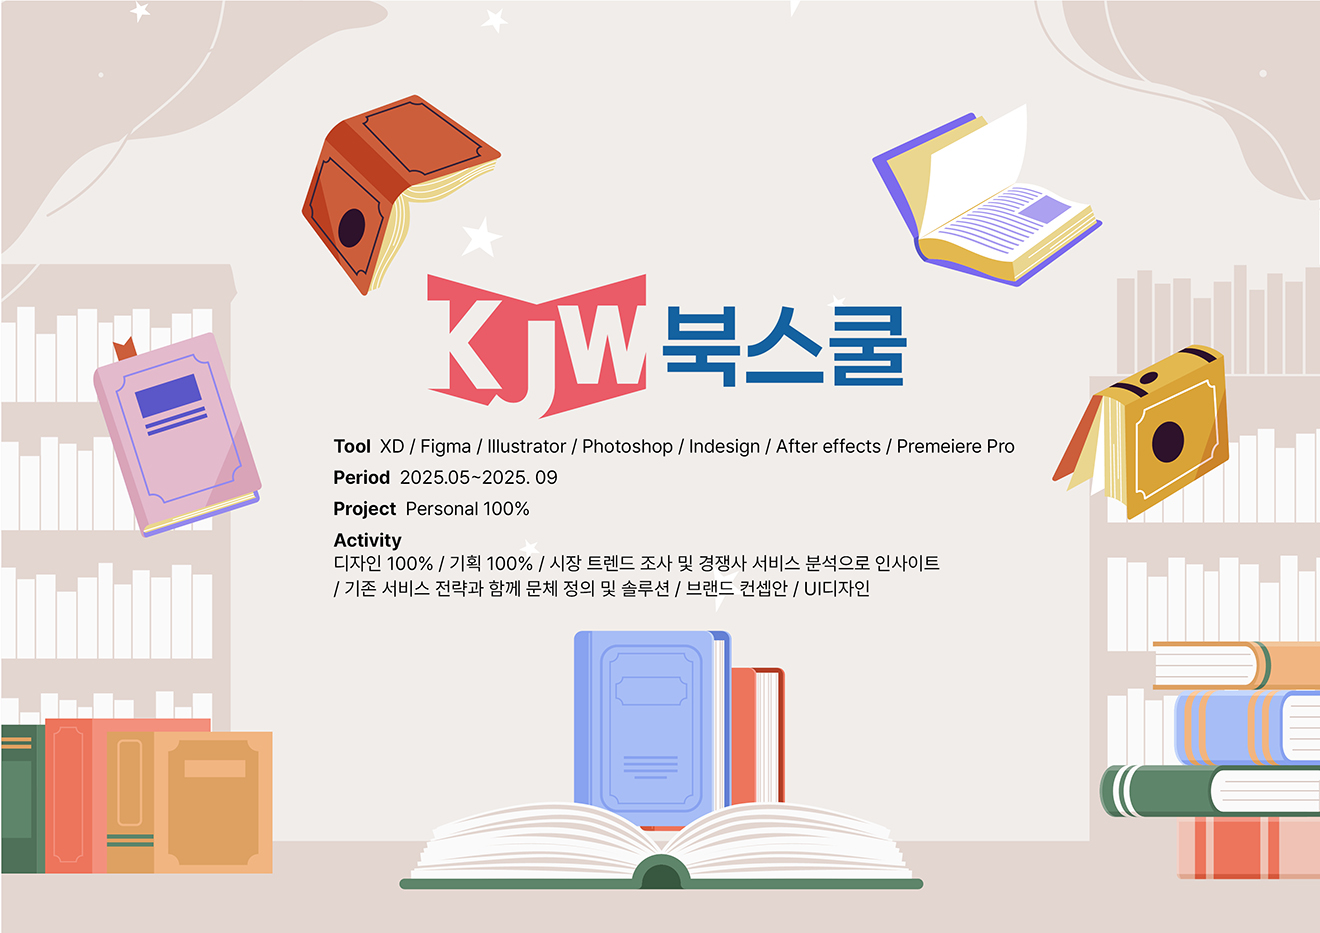 KJW 북스쿨
Tool XD / Figma / Illustrator / Photoshop / Indesign / After effects / Premeiere Pro
Period 2025.05~2025. 09
Project Personal 100%
Activity
디자인 100% / 기획 100% / 시장 트렌드 조사 및 경쟁사 서비스 분석으로 인사이트
/ 기존 서비스 전략과 함께 문체 정의 및 솔루션 / 브랜드 컨셉안 / UI디자인